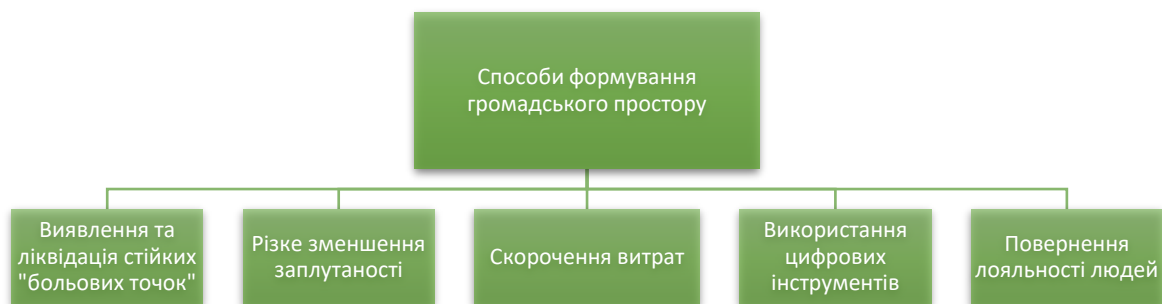 Способи формування
громадського простору
Виявлення та
ліквідація стійких
"больових точок"
Різке зменшення
заплутаності
Скорочення витрат
Використання
цифрових
інструментів
Повернення
лояльності людей